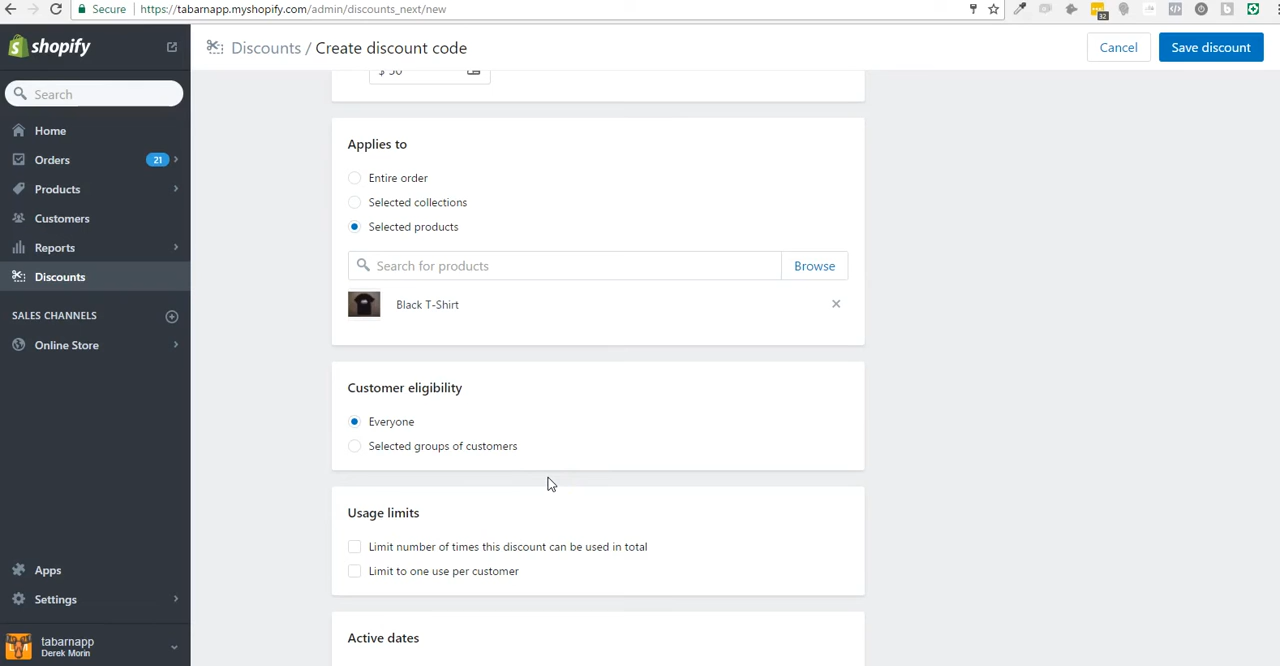 Secure | https://tabarnapp.myshopify.com/admin/discounts_next/new
32
shopify
Discounts / Create discount code
Cancel
Save discount
Search
Home
Orders 21
Products
Customers
Reports
Discounts
SALES CHANNELS
Online Store
Apps
Settings
tabarnapp
Derek Morin
Applies to
Entire order
Selected collections
Selected products
Search for products
Browse
Black T-Shirt
Customer eligibility
Everyone
Selected groups of customers
Usage limits
Limit number of times this discount can be used in total
Limit to one use per customer
Active dates